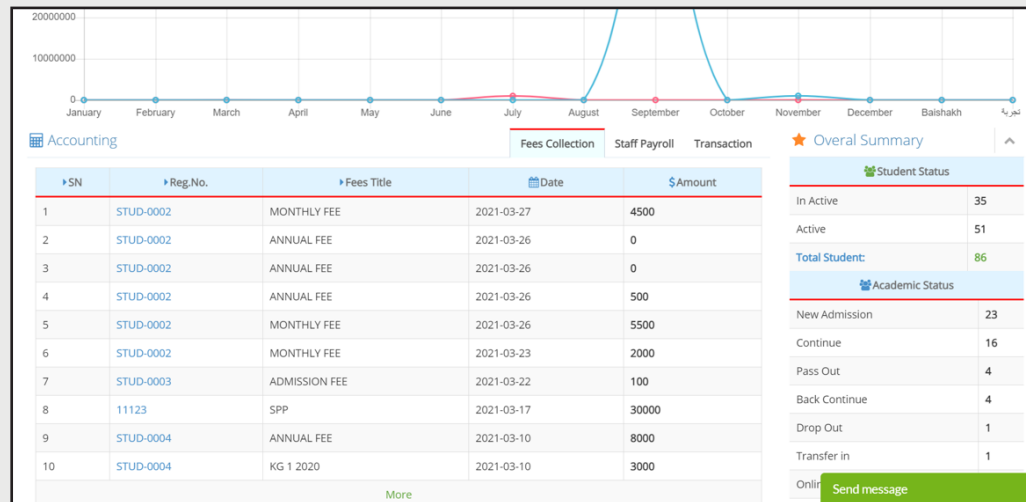 20000000
10000000
0
January February March April May June July August September October November December Baishakh تجربة
Accounting
Fees Collection Staff Payroll Transaction
SN Reg.No. Fees Title Date $Amount
1 STUD-0002 MONTHLY FEE 2021-03-27 4500
2 STUD-0002 ANNUAL FEE 2021-03-26 0
3 STUD-0002 ANNUAL FEE 2021-03-26 0
4 STUD-0002 ANNUAL FEE 2021-03-26 500
5 STUD-0002 MONTHLY FEE 2021-03-26 5500
6 STUD-0002 MONTHLY FEE 2021-03-23 2000
7 STUD-0003 ADMISSION FEE 2021-03-22 100
8 11123 SPP 2021-03-17 30000
9 STUD-0004 ANNUAL FEE 2021-03-10 8000
10 STUD-0004 KG 1 2020 2021-03-10 3000
More
Overal Summary
Student Status
In Active 35
Active 51
Total Student: 86
Academic Status
New Admission 23
Continue 16
Pass Out 4
Back Continue 4
Drop Out 1
Transfer in 1
Send message